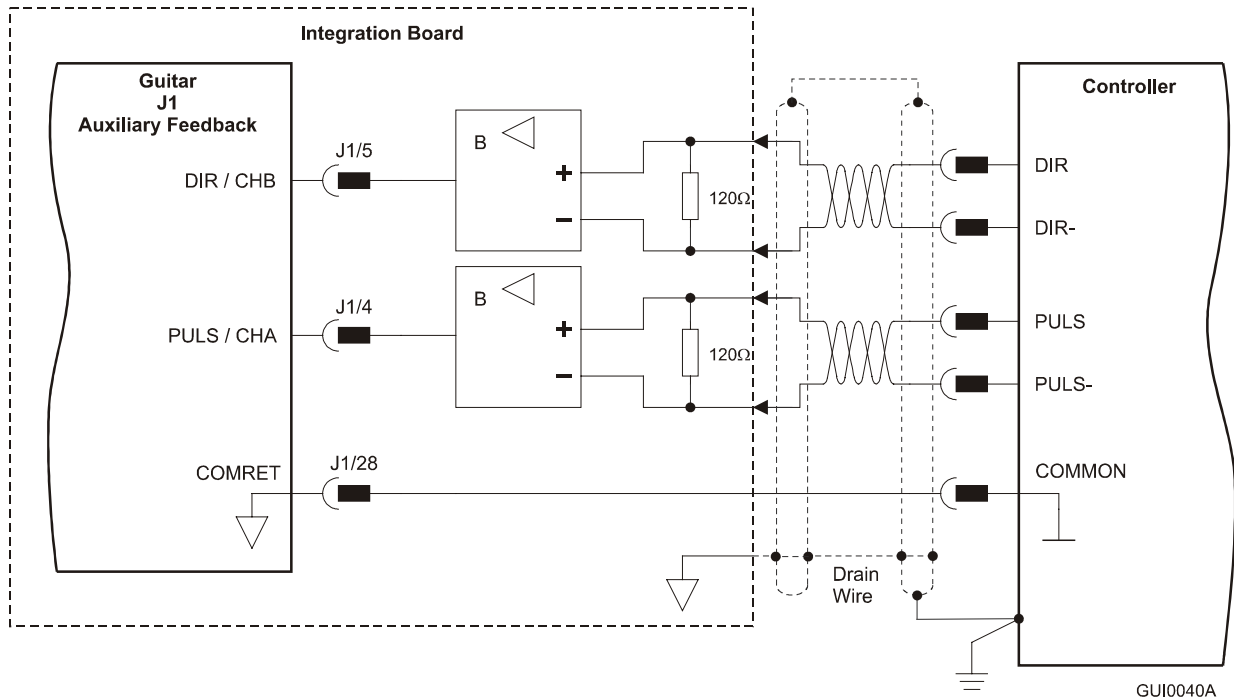 Integration Board
Guitar
J1
Auxiliary Feedback
Controller
J1/5
B
+
−
120Ω
DIR / CHB
DIR
DIR-
J1/4
B
+
−
120Ω
PULS / CHA
PULS
PULS-
COMRET
J1/28
COMMON
Drain
Wire
GUI0040A